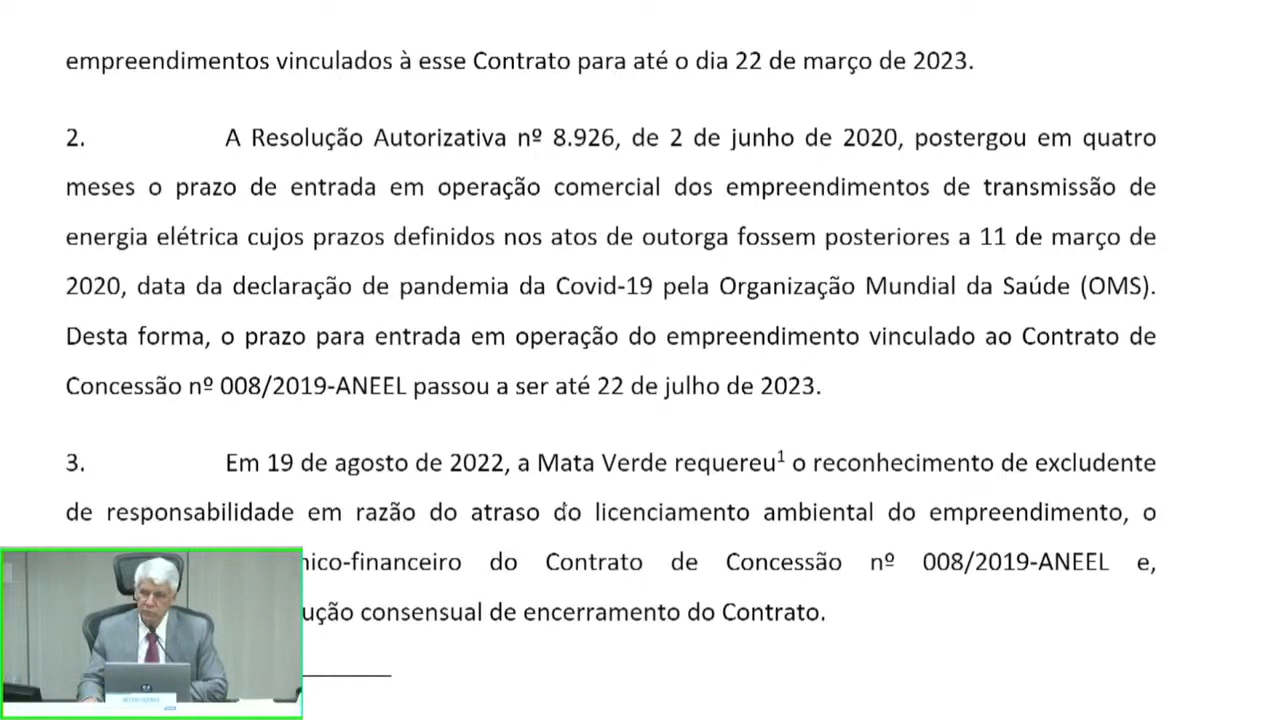 empreendimentos vinculados à esse Contrato para até o dia 22 de março de 2023.
2. A Resolução Autorizativa nº 8.926, de 2 de junho de 2020, postergou em quatro
meses o prazo de entrada em operação comercial dos empreendimentos de transmissão de
energia elétrica cujos prazos definidos nos atos de outorga fossem posteriores a 11 de março de
2020, data da declaração de pandemia da Covid-19 pela Organização Mundial da Saúde (OMS).
Desta forma, o prazo para entrada em operação do empreendimento vinculado ao Contrato de
Concessão nº 008/2019-ANEEL passou a ser até 22 de julho de 2023.
3. Em 19 de agosto de 2022, a Mata Verde requereu¹ o reconhecimento de excludente
de responsabilidade em razão do atraso do licenciamento ambiental do empreendimento, o
nico-financeiro do Contrato de Concessão nº 008/2019-ANEEL e,
ução consensual de encerramento do Contrato.